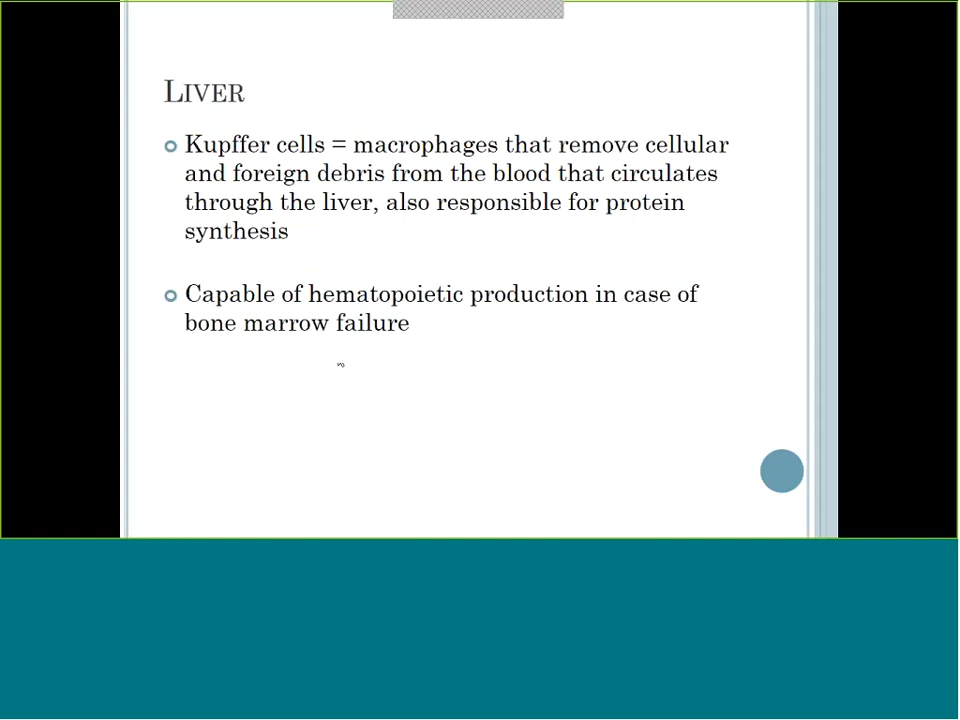 LIVER
Kupffer cells = macrophages that remove cellular
and foreign debris from the blood that circulates
through the liver, also responsible for protein
synthesis
Capable of hematopoietic production in case of
bone marrow failure